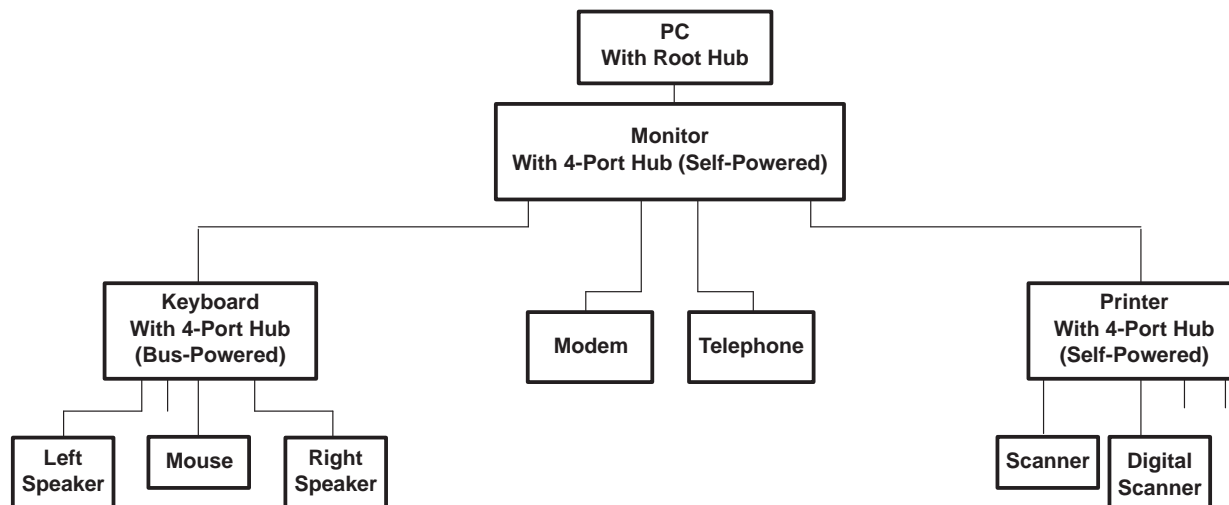 PC
With Root Hub
Monitor
With 4-Port Hub (Self-Powered)
Keyboard
With 4-Port Hub
(Bus-Powered)
Modem
Telephone
Printer
With 4-Port Hub
(Self-Powered)
Left
Speaker
Mouse
Right
Speaker
Scanner
Digital
Scanner